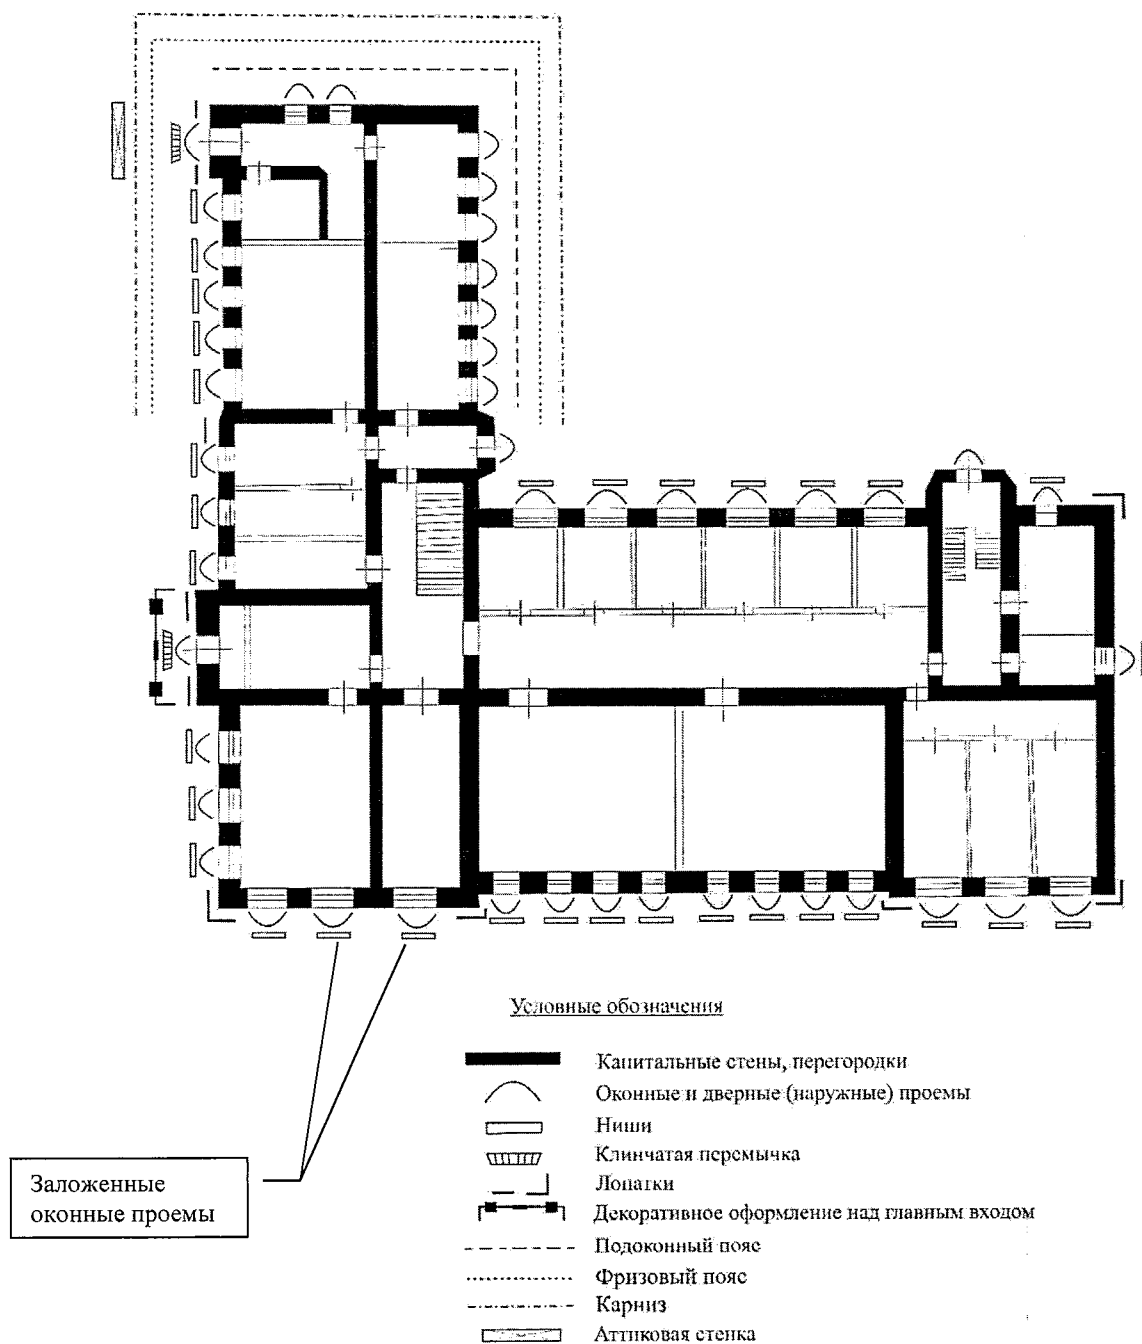 Условные обозначения
Капитальные стены, перегородки
Оконные и дверные (наружные) проемы
Ниши
Клинчатая перемычка
Лопатки
Декоративное оформление над главным входом
Подоконный пояс
Фризовый пояс
Карниз
Аттиковая стенка
Заложенные
оконные проемы